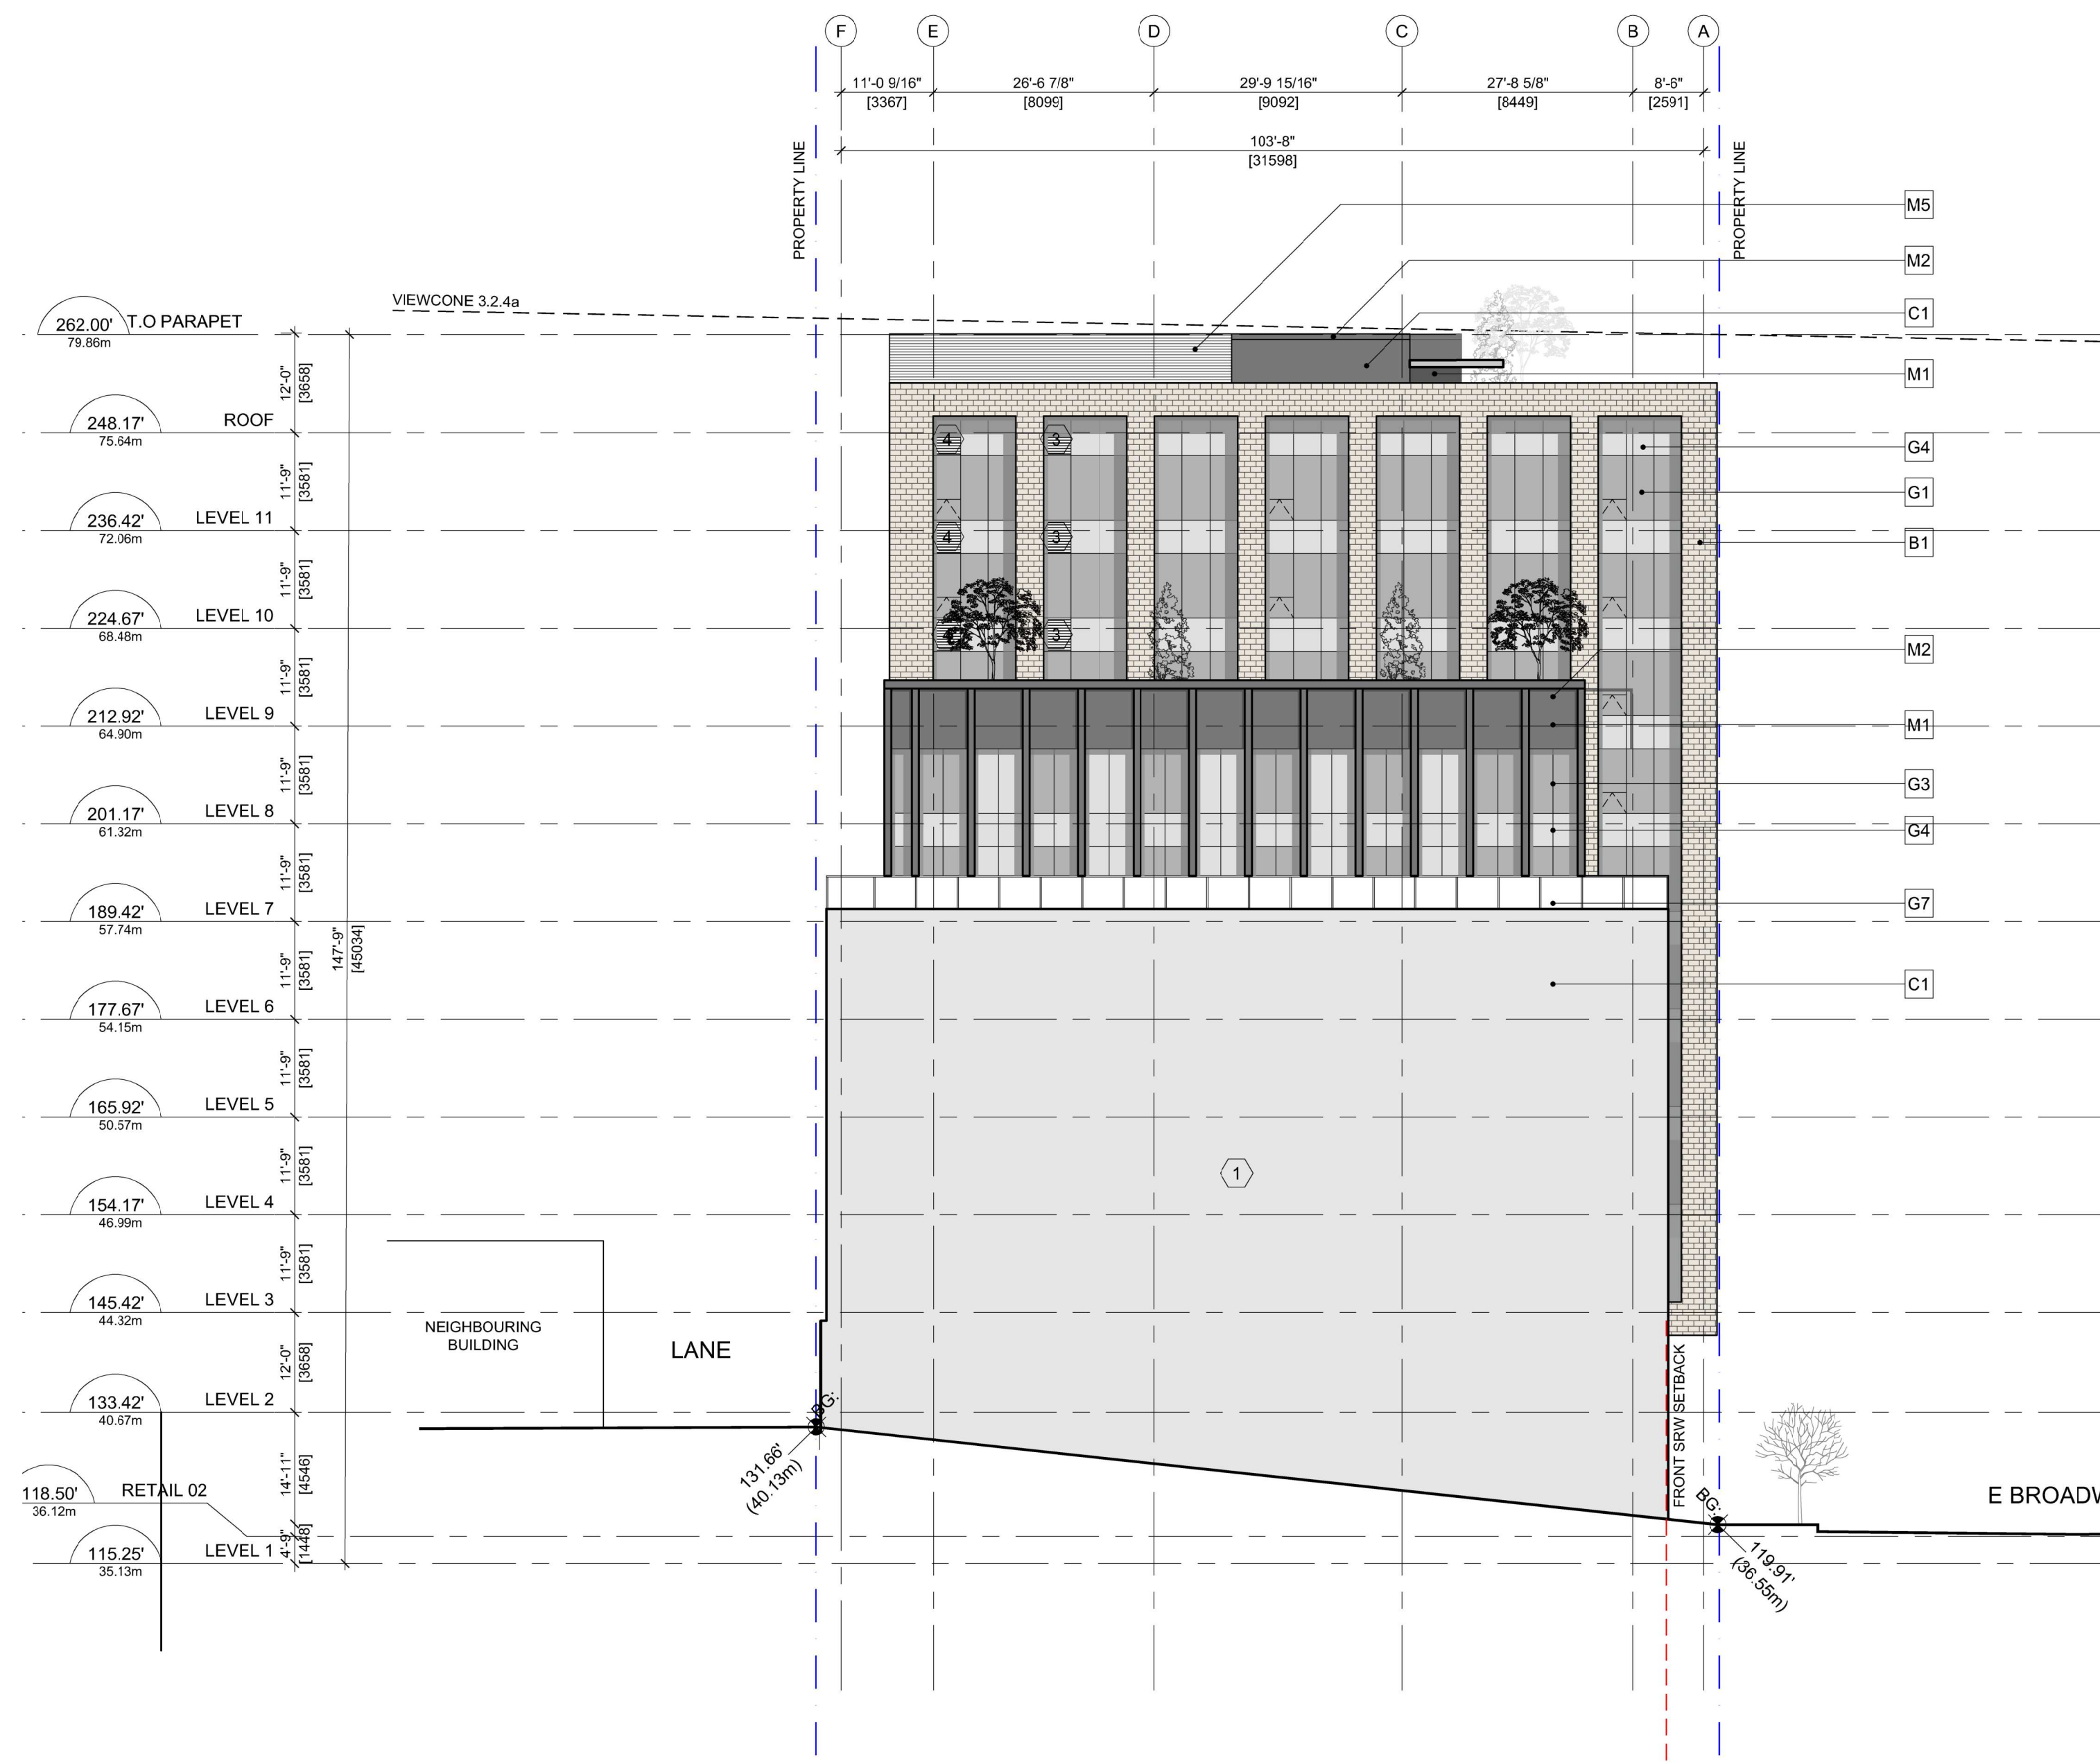 F
E
D
C
B
A
11'-0 9/16"
[3367]
26'-6 7/8"
[8099]
29'-9 15/16"
[9092]
27'-8 5/8"
[8449]
8'-6"
[2591]
103'-8"
[31598]
PROPERTY LINE
PROPERTY LINE
M5
M2
C1
M1
G4
G1
B1
M2
M1
G3
G4
G7
C1
VIEWCONE 3.2.4a
262.00' T.O PARAPET
79.86m
12'-0"
[3658]
248.17' ROOF
75.64m
11'-9"
[3581]
236.42' LEVEL 11
72.06m
11'-9"
[3581]
224.67' LEVEL 10
68.48m
11'-9"
[3581]
212.92' LEVEL 9
64.90m
11'-9"
[3581]
201.17' LEVEL 8
61.32m
11'-9"
[3581]
189.42' LEVEL 7
57.74m
11'-9"
[3581]
177.67' LEVEL 6
54.15m
11'-9"
[3581]
165.92' LEVEL 5
50.57m
11'-9"
[3581]
154.17' LEVEL 4
46.99m
11'-9"
[3581]
145.42' LEVEL 3
44.32m
12'-0"
[3658]
133.42' LEVEL 2
40.67m
14'-11"
[4546]
118.50' RETAIL 02
36.12m
4'-9"
[1448]
115.25' LEVEL 1
35.13m
147'-9"
[45034]
4
3
4
3
4
3
1
NEIGHBOURING
BUILDING
LANE
BG:
131.66'
(40.13m)
FRONT SRW SETBACK
BG:
119.91'
(36.55m)
E BROADW